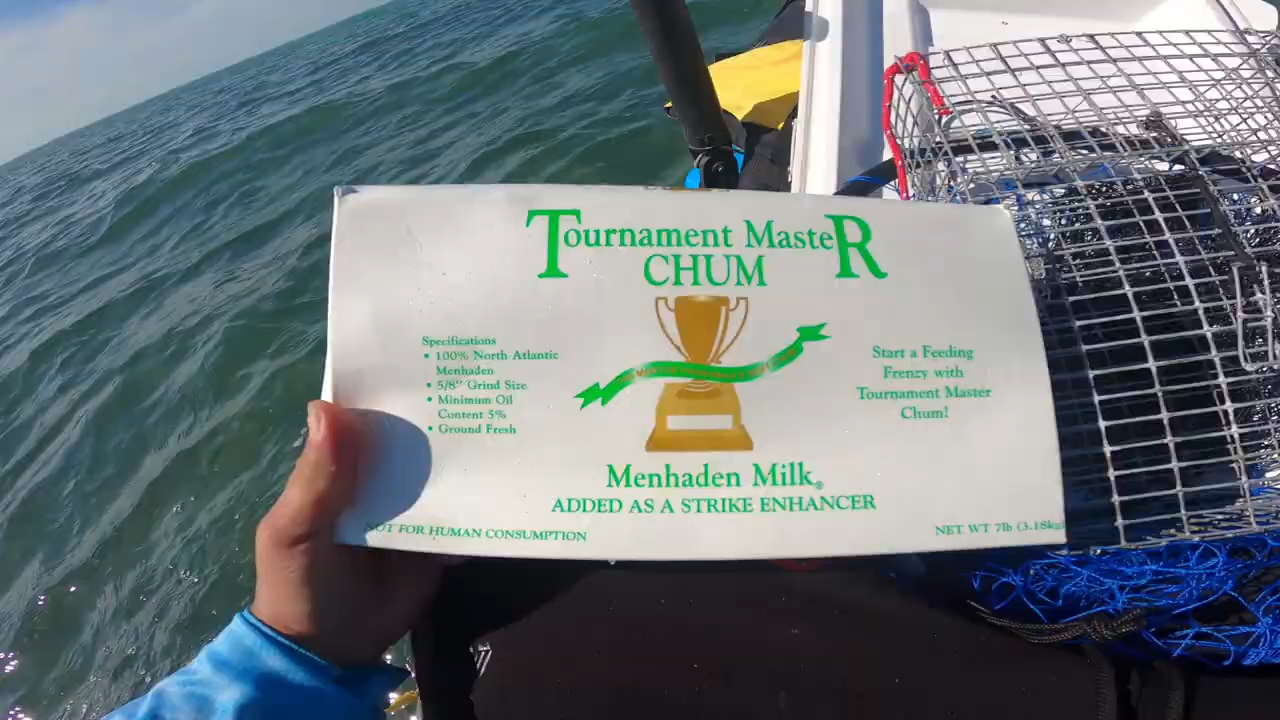 Tournament MasteR
CHUM
Specifications
• 100% North Atlantic
Menhaden
• 5/8" Grind Size
• Minimum Oil
Content 5%
• Ground Fresh
Start a Feeding
Frenzy with
Tournament Master
Chum!
Menhaden Milk®
ADDED AS A STRIKE ENHANCER
NOT FOR HUMAN CONSUMPTION
NET WT 7lb (3.18kg)